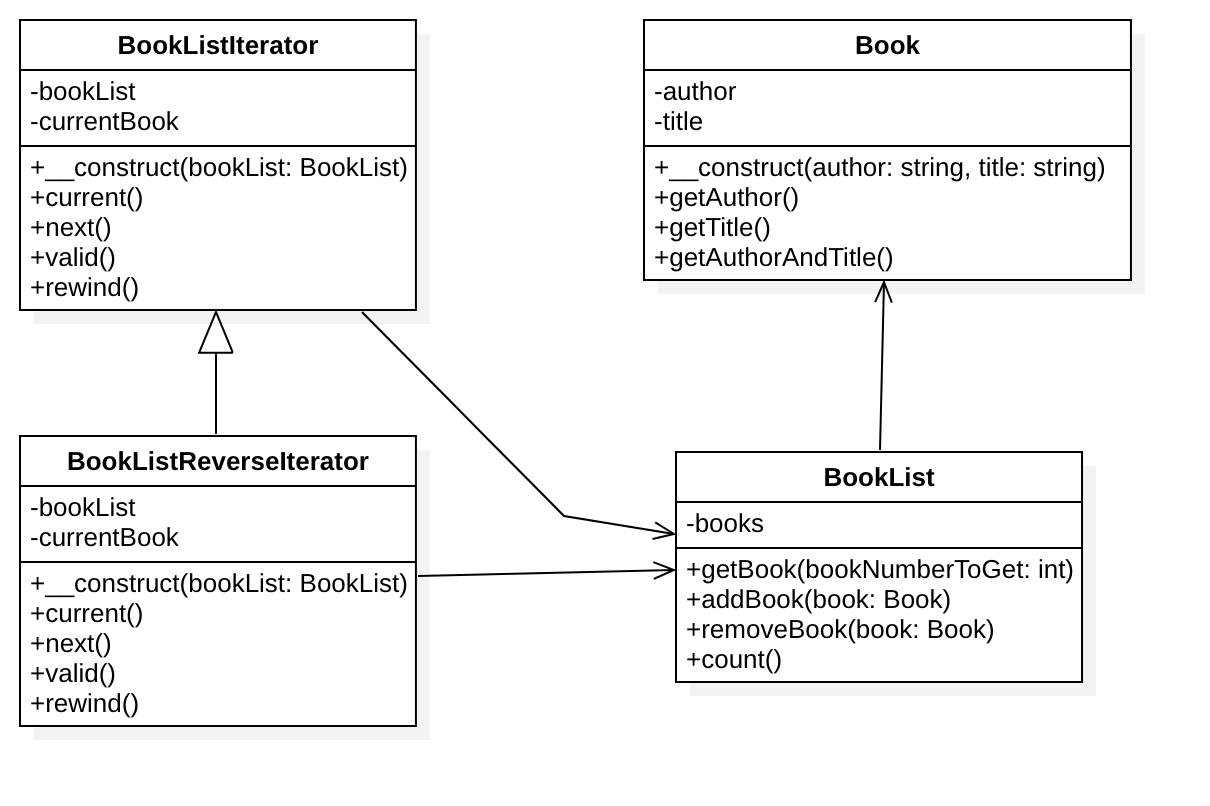 BookListIterator
-bookList
-currentBook
+__construct(bookList: BookList)
+current()
+next()
+valid()
+rewind()
Book
-author
-title
+__construct(author: string, title: string)
+getAuthor()
+getTitle()
+getAuthorAndTitle()
BookListReverseIterator
-bookList
-currentBook
+__construct(bookList: BookList)
+current()
+next()
+valid()
+rewind()
BookList
-books
+getBook(bookNumberToGet: int)
+addBook(book: Book)
+removeBook(book: Book)
+count()